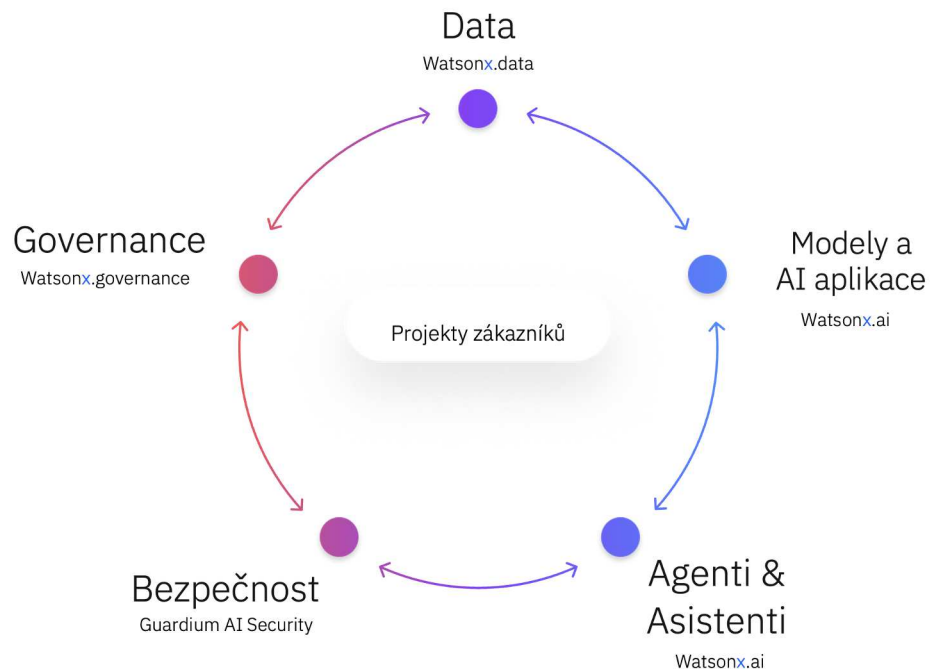 Data
Watsonx.data
Governance
Watsonx.governance
Modely a
AI aplikace
Watsonx.ai
Projekty zákazníků
Bezpečnost
Guardium AI Security
Agenti &
Asistenti
Watsonx.ai